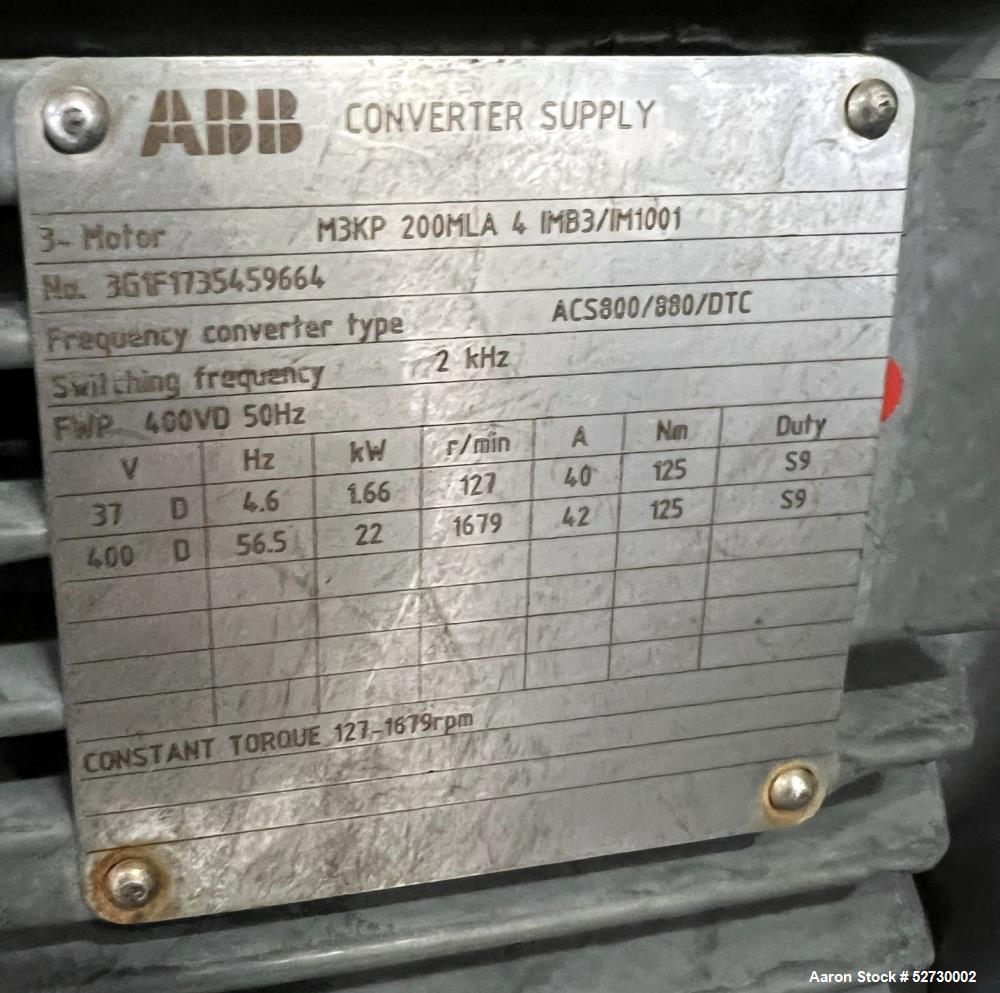 ABB CONVERTER SUPPLY
3~ Motor M3KP 200MLA 4 IMB3/IM1001
No. 3G1F1735459664
Frequency converter type ACS800/880/DTC
Switching frequency 2 kHz
FWP 400VD 50Hz
V Hz kW r/min A Nm Duty
37 D 4.6 1.66 127 40 125 S9
400 D 56.5 22 1679 42 125 S9
CONSTANT TORQUE 127-1679rpm
Aaron Stock # 52730002